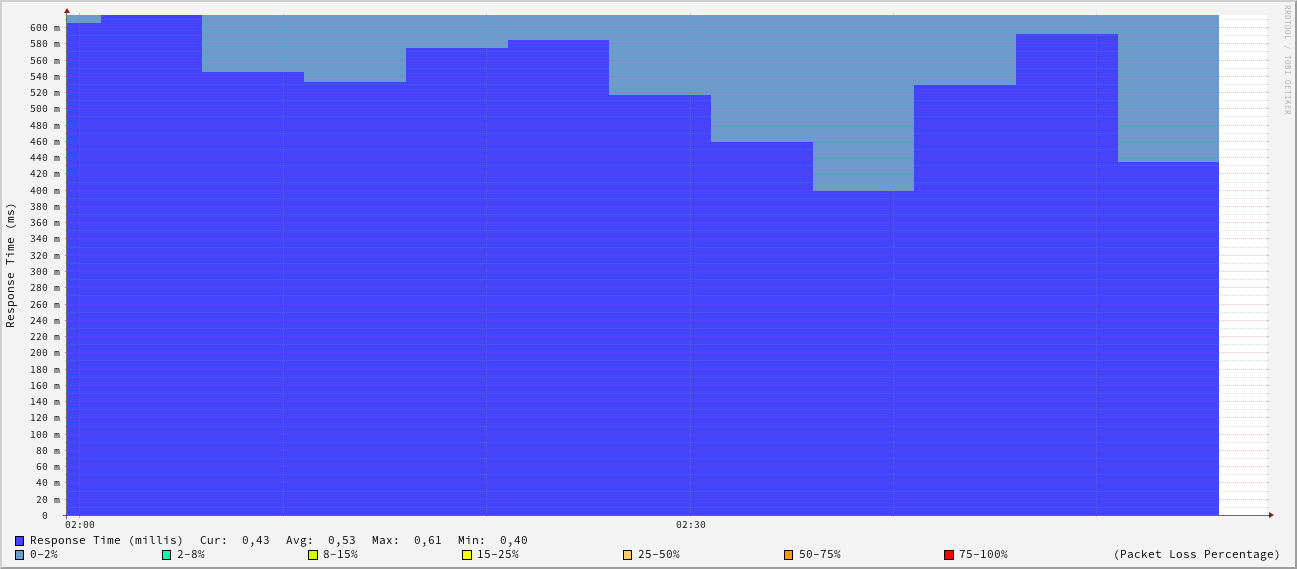 RRDTOOL / TOBI OETIKER
Response Time (ms)
600 m
580 m
560 m
540 m
520 m
500 m
480 m
460 m
440 m
420 m
400 m
380 m
360 m
340 m
320 m
300 m
280 m
260 m
240 m
220 m
200 m
180 m
160 m
140 m
120 m
100 m
80 m
60 m
40 m
20 m
0
02:00 02:30
Response Time (millis) Cur: 0,43 Avg: 0,53 Max: 0,61 Min: 0,40
0-2% 2-8% 8-15% 15-25% 25-50% 50-75% 75-100% (Packet Loss Percentage)